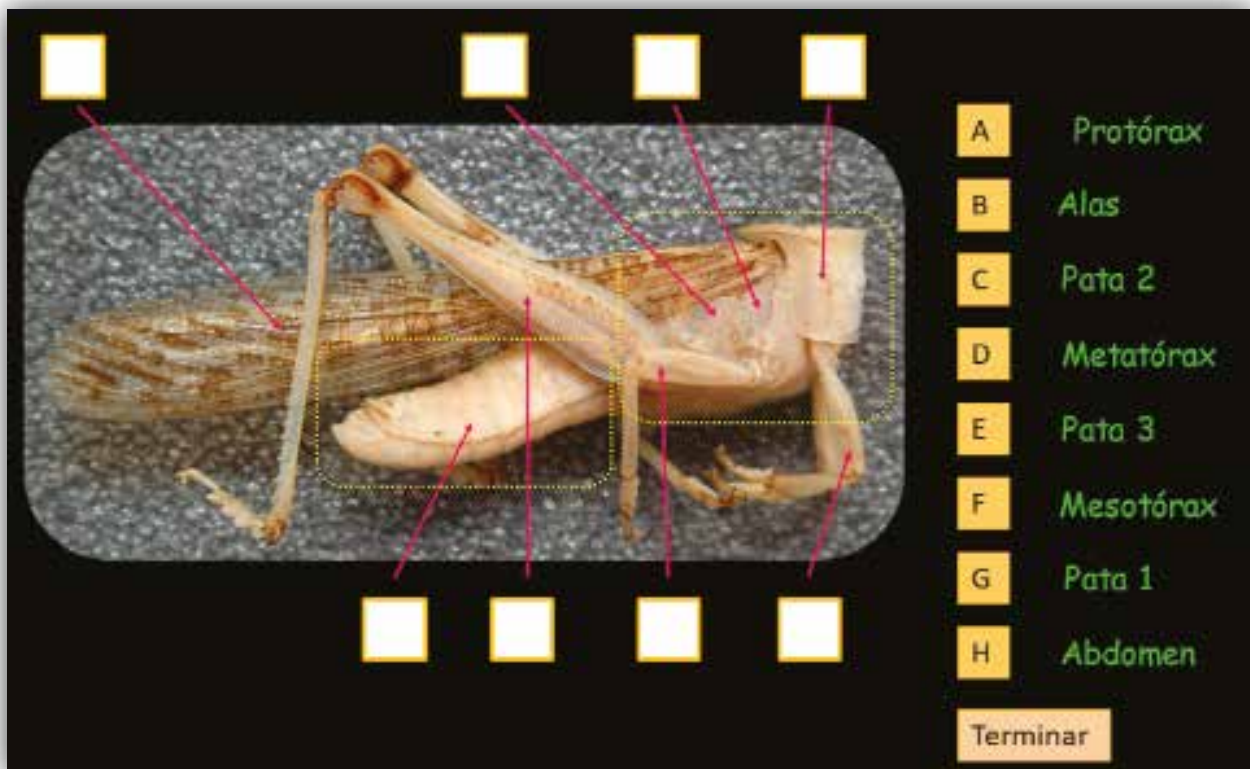 A Protórax
B Alas
C Pata 2
D Metatórax
E Pata 3
F Mesotórax
G Pata 1
H Abdomen
Terminar